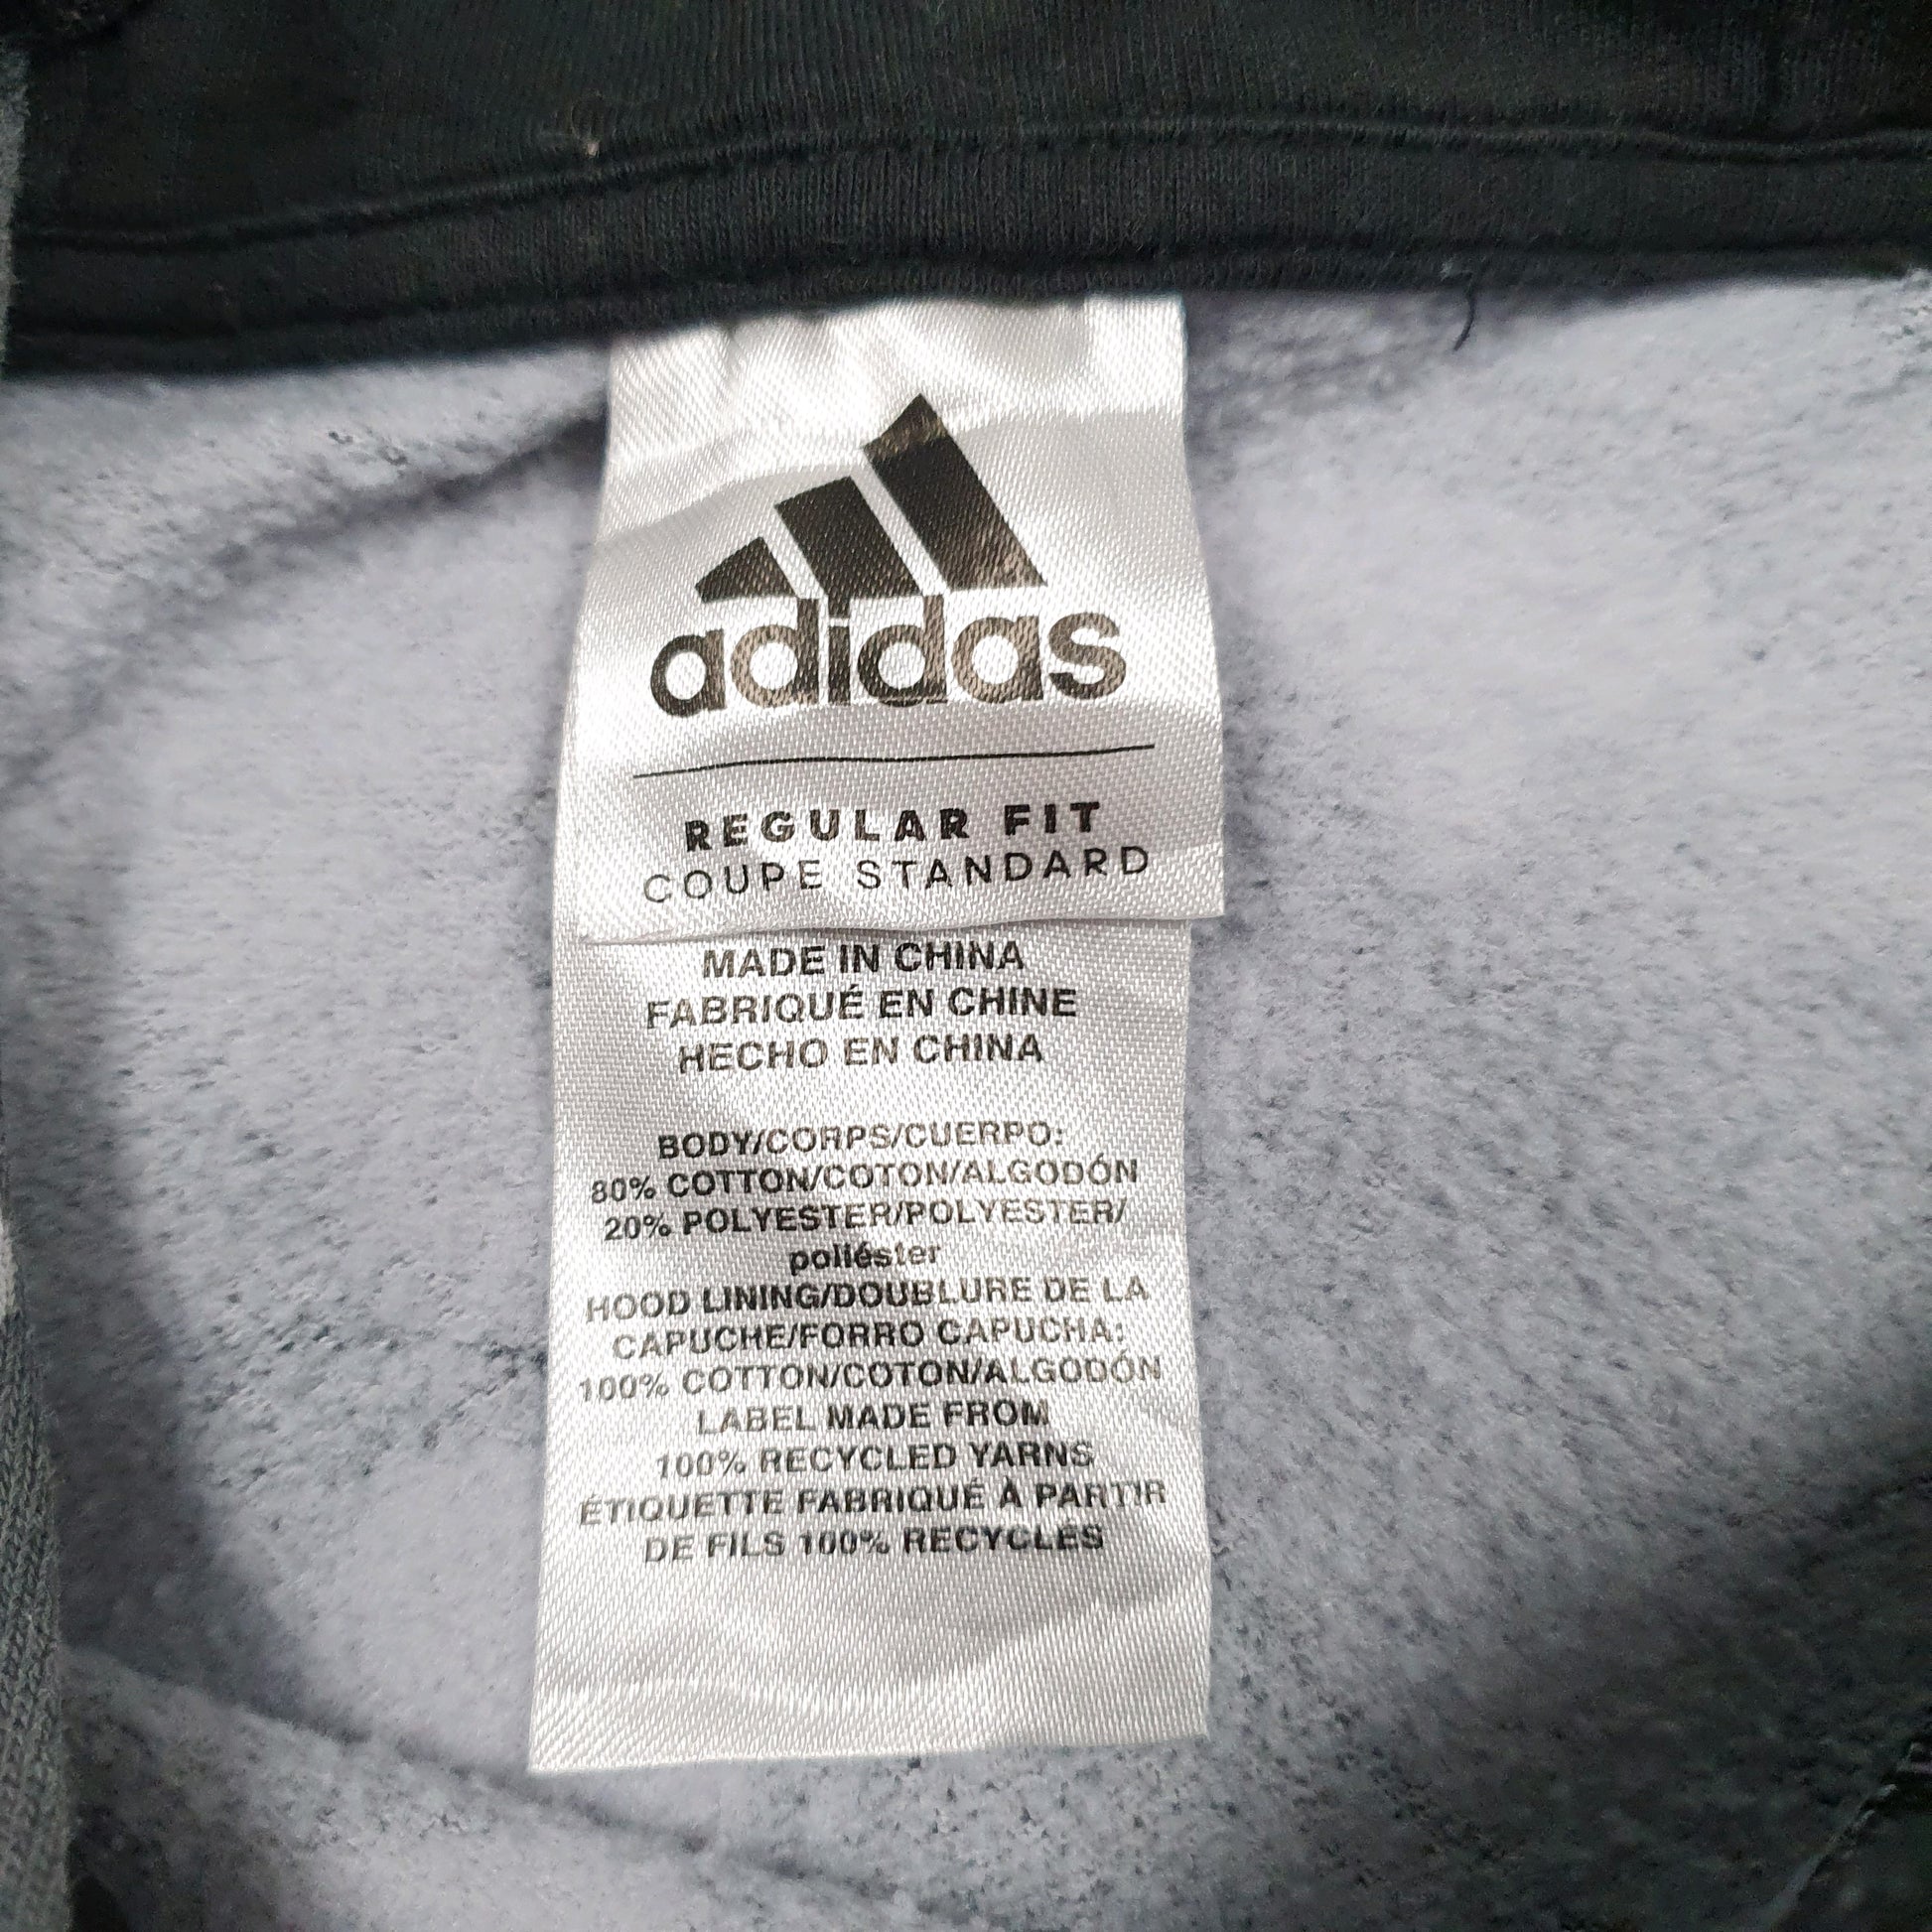 adidas
REGULAR FIT
COUPE STANDARD
MADE IN CHINA
FABRIQUÉ EN CHINE
HECHO EN CHINA
BODY/CORPS/CUERPO:
80% COTTON/COTON/ALGODÓN
20% POLYESTER/POLYESTER/
poliéster
HOOD LINING/DOUBLURE DE LA
CAPUCHE/FORRO CAPUCHA:
100% COTTON/COTON/ALGODÓN
LABEL MADE FROM
100% RECYCLED YARNS
ÉTIQUETTE FABRIQUÉ À PARTIR
DE FILS 100% RECYCLÉS